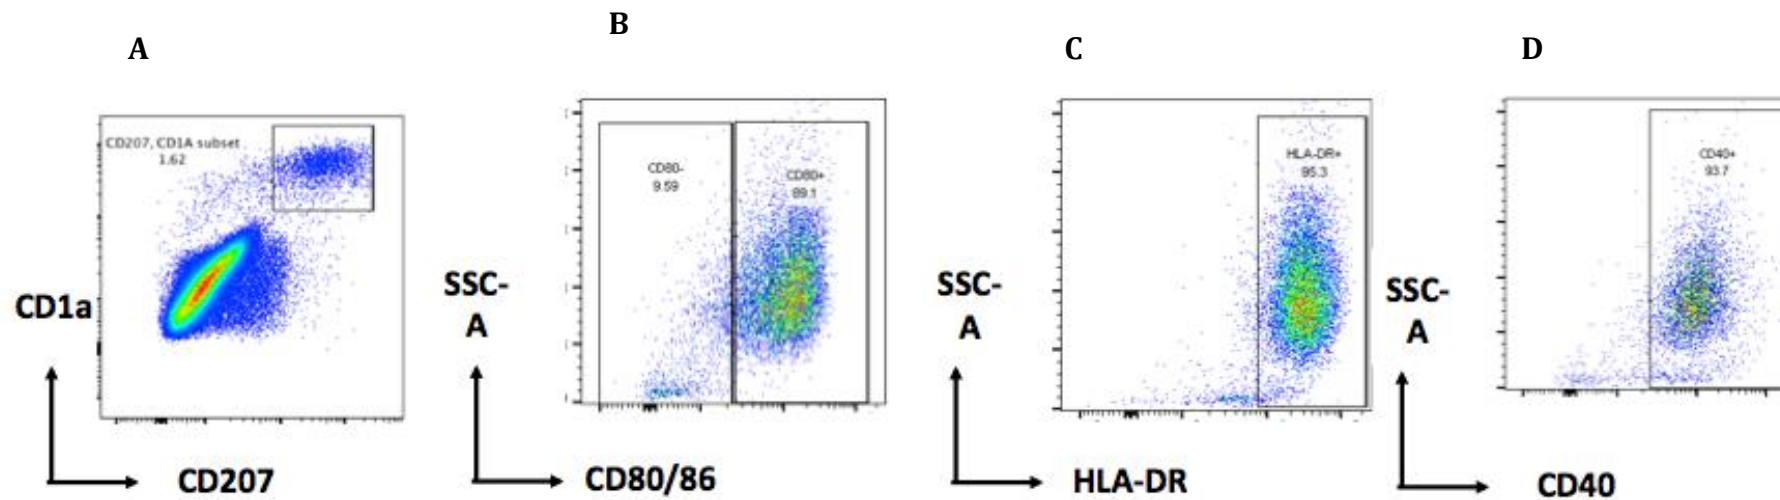 A
B
C
D
CD207, CD1A subset
1.62
CD1a
CD207
CD80-
9.59
CD80+
89.1
SSC-
A
CD80/86
HLA-DR+
95.3
SSC-
A
HLA-DR
CD40+
93.7
SSC-
A
CD40